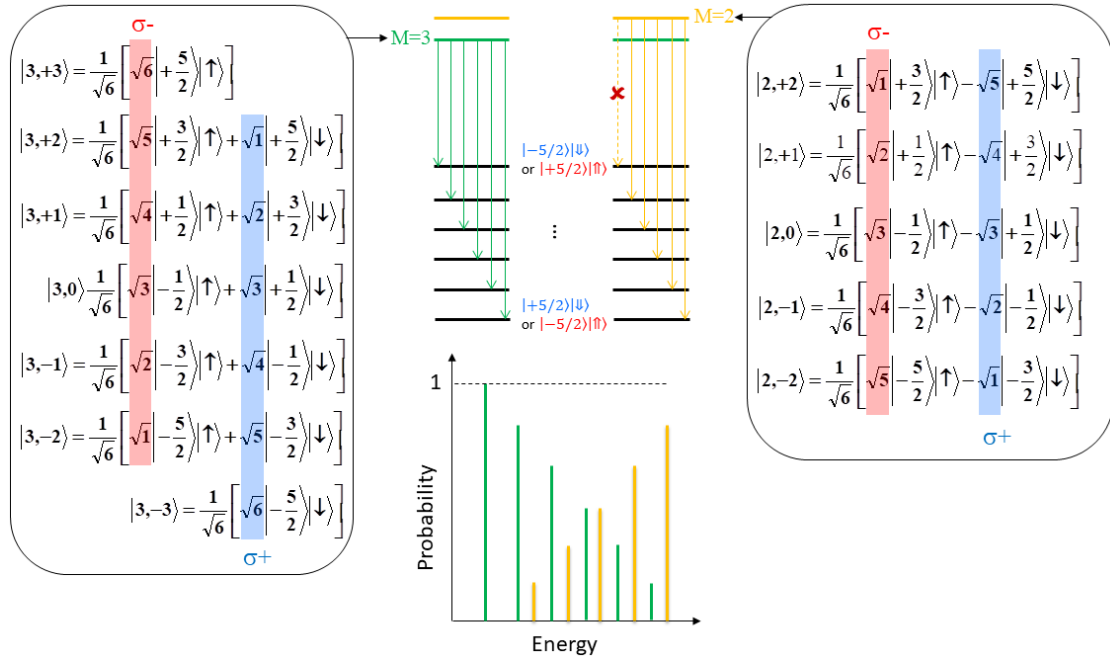 σ-
|3,+3⟩ = 1/√6 [√6|+5/2⟩|↑⟩[
|3,+2⟩ = 1/√6 [√5|+3/2⟩|↑⟩+√1|+5/2⟩|↓⟩[
|3,+1⟩ = 1/√6 [√4|+1/2⟩|↑⟩+√2|+3/2⟩|↓⟩[
|3,0⟩ 1/√6 [√3|−1/2⟩|↑⟩+√3|+1/2⟩|↓⟩[
|3,−1⟩ = 1/√6 [√2|−3/2⟩|↑⟩+√4|−1/2⟩|↓⟩[
|3,−2⟩ = 1/√6 [√1|−5/2⟩|↑⟩+√5|−3/2⟩|↓⟩[
|3,−3⟩ = 1/√6 [√6|−5/2⟩|↓⟩[
σ+
M=3
M=2
|−5/2⟩|⇓⟩
or |+5/2⟩|⇑⟩
...
|+5/2⟩|⇓⟩
or |−5/2⟩|⇑⟩
1
Probability
Energy
σ-
|2,+2⟩ = 1/√6 [√1|+3/2⟩|↑⟩−√5|+5/2⟩|↓⟩[
|2,+1⟩ = 1/√6 [√2|+1/2⟩|↑⟩−√4|+3/2⟩|↓⟩[
|2,0⟩ = 1/√6 [√3|−1/2⟩|↑⟩−√3|+1/2⟩|↓⟩[
|2,−1⟩ = 1/√6 [√4|−3/2⟩|↑⟩−√2|−1/2⟩|↓⟩[
|2,−2⟩ = 1/√6 [√5|−5/2⟩|↑⟩−√1|−3/2⟩|↓⟩[
σ+